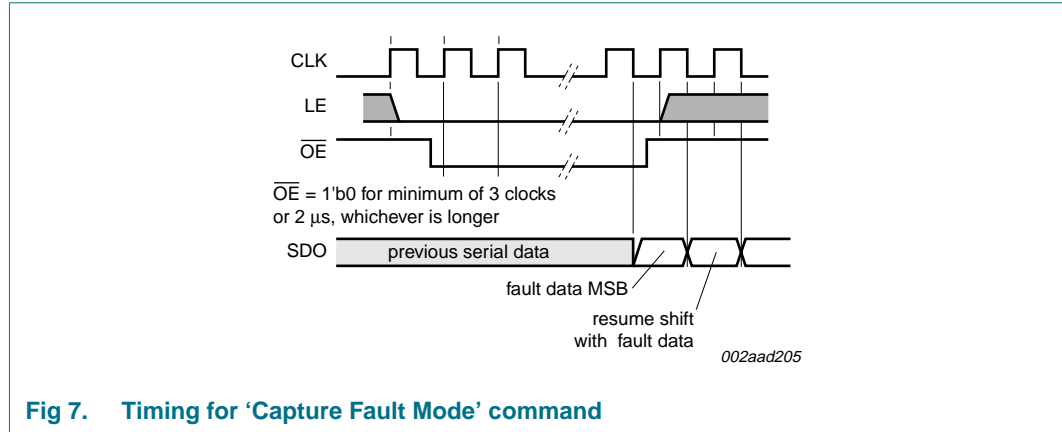 CLK
LE
OE
OE = 1'b0 for minimum of 3 clocks
or 2 μs, whichever is longer
SDO
previous serial data
fault data MSB
resume shift
with fault data
002aad205
Fig 7. Timing for ‘Capture Fault Mode’ command